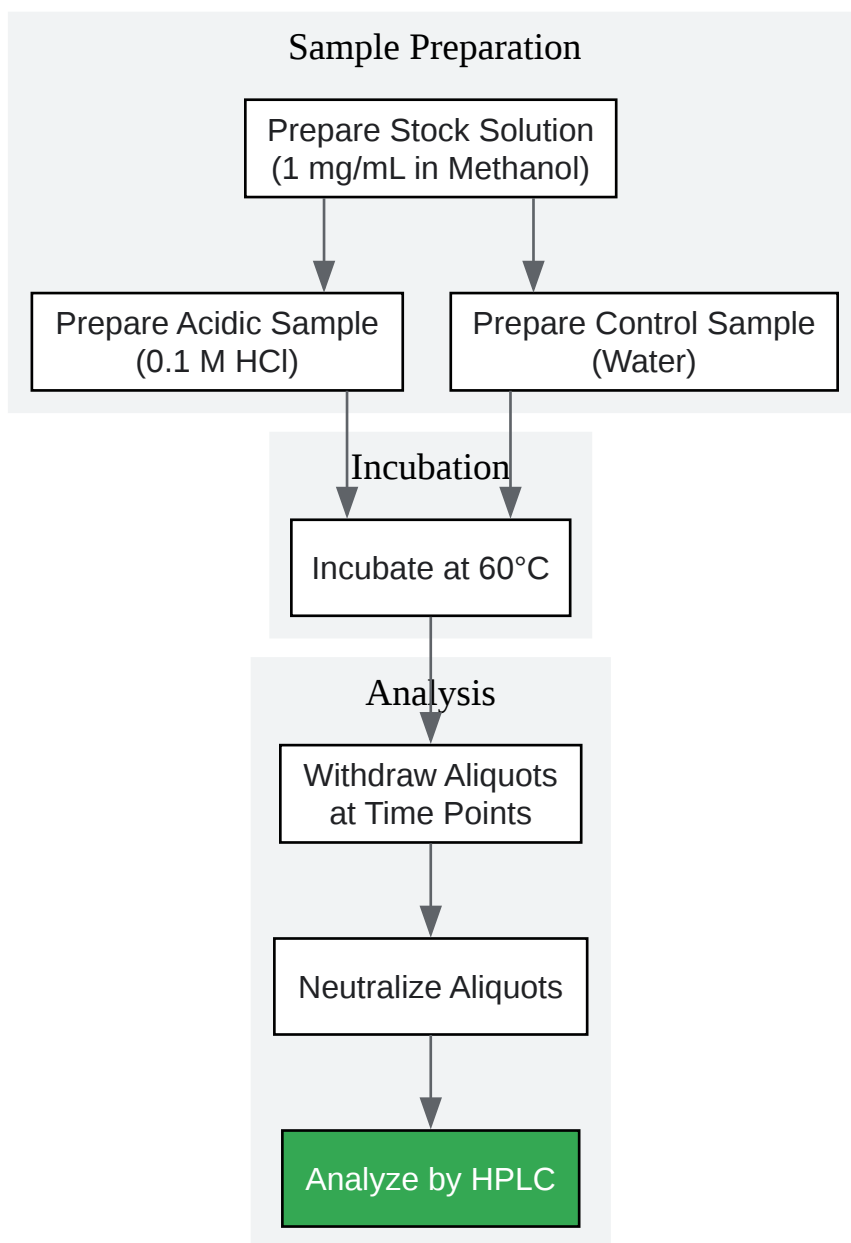 Sample Preparation
Prepare Stock Solution
(1 mg/mL in Methanol)
Prepare Acidic Sample
(0.1 M HCl)
Prepare Control Sample
(Water)
Incubation
Incubate at 60°C
Analysis
Withdraw Aliquots
at Time Points
Neutralize Aliquots
Analyze by HPLC